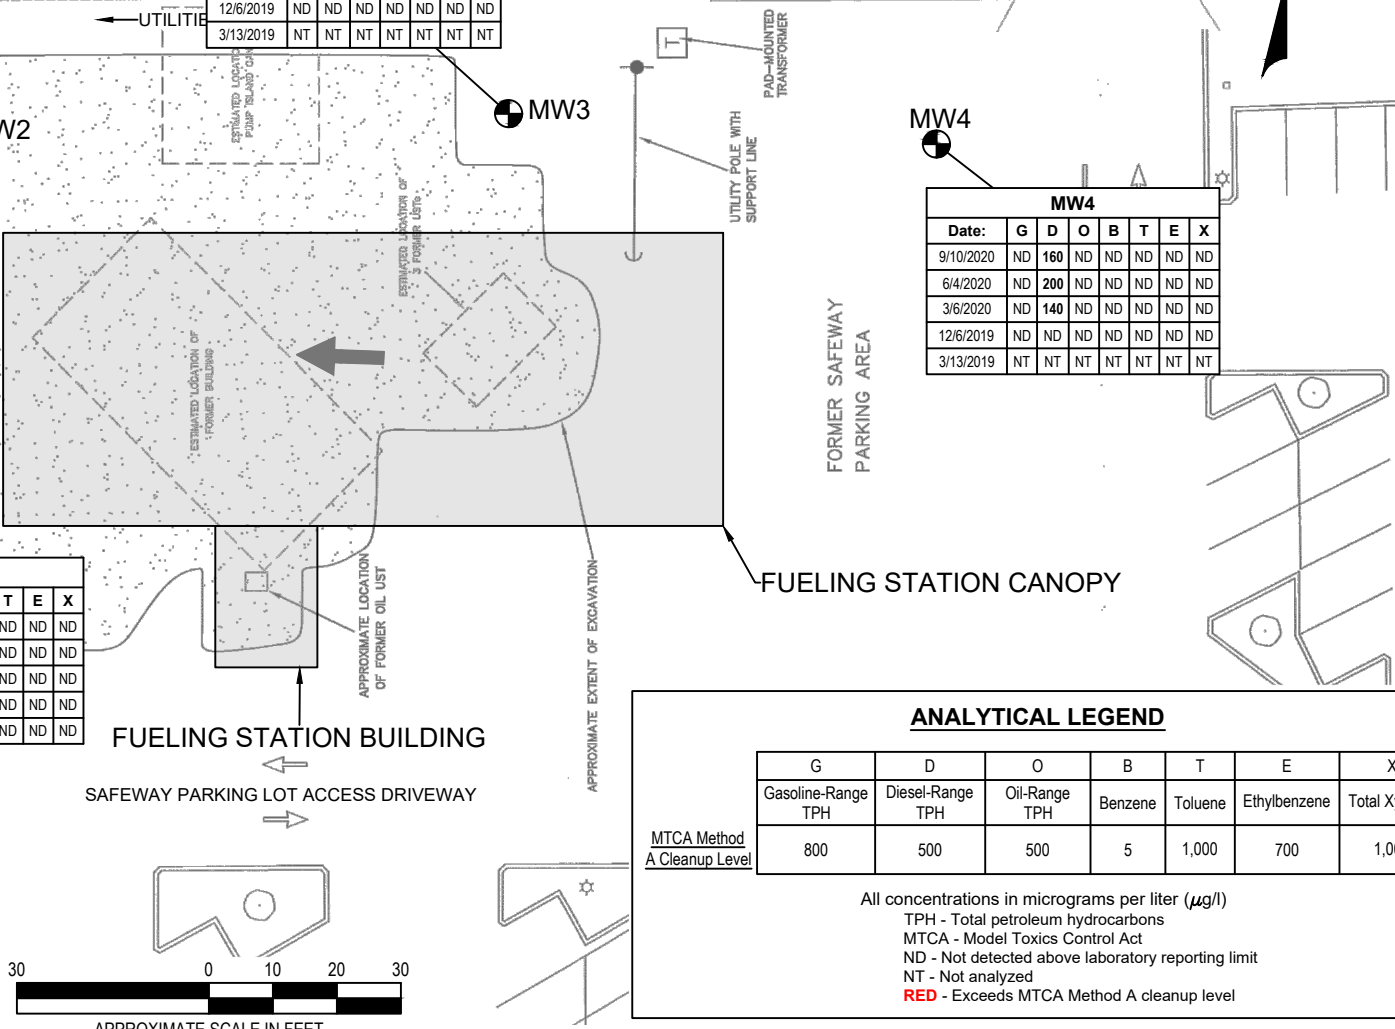 12/6/2019 ND ND ND ND ND ND ND
3/13/2019 NT NT NT NT NT NT NT
ESTIMATED LOCATIO
PUMP ISLAND CAN
MW3
T
PAD-MOUNTED
TRANSFORMER
UTILITY POLE WITH
SUPPORT LINE
MW4
MW4
Date: G D O B T E X
9/10/2020 ND 160 ND ND ND ND ND
6/4/2020 ND 200 ND ND ND ND ND
3/6/2020 ND 140 ND ND ND ND ND
12/6/2019 ND ND ND ND ND ND ND
3/13/2019 NT NT NT NT NT NT NT
ESTIMATED LOCATION OF
3 FORMER USTs
ESTIMATED LOCATION OF
FORMER BUILDING
FORMER SAFEWAY
PARKING AREA
T E X
ND ND ND
ND ND ND
ND ND ND
ND ND ND
ND ND ND
APPROXIMATE LOCATION
OF FORMER OIL UST
APPROXIMATE EXTENT OF EXCAVATION
FUELING STATION CANOPY
FUELING STATION BUILDING
SAFEWAY PARKING LOT ACCESS DRIVEWAY
ANALYTICAL LEGEND
G D O B T E X
Gasoline-Range TPH Diesel-Range TPH Oil-Range TPH Benzene Toluene Ethylbenzene Total
MTCA Method
A Cleanup Level 800 500 500 5 1,000 700
All concentrations in micrograms per liter (µg/l)
TPH - Total petroleum hydrocarbons
MTCA - Model Toxics Control Act
ND - Not detected above laboratory reporting limit
NT - Not analyzed
RED - Exceeds MTCA Method A cleanup level
30 0 10 20 30
APPROXIMATE SCALE IN FEET